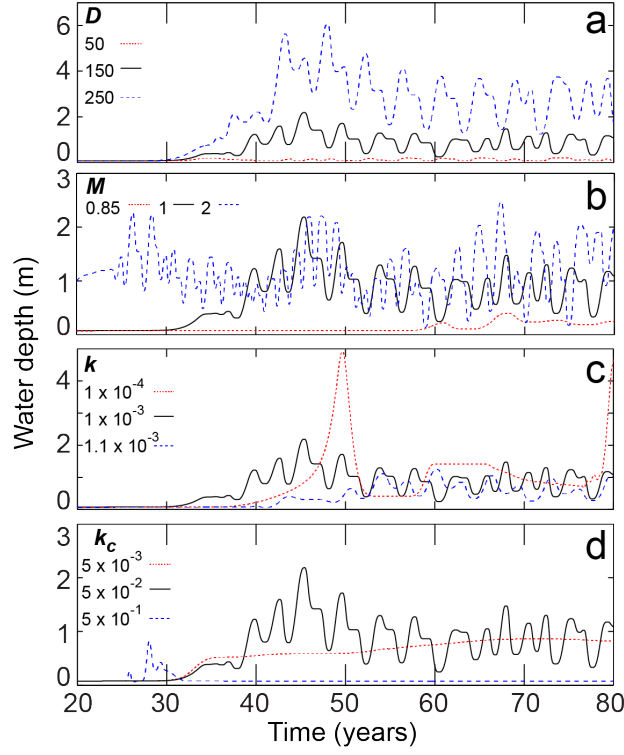 D
a
6
50
150
4
250
2
0
M
b
3
0.85 1 2
2
1
0
k
c
4
1 x 10⁻⁴
1 x 10⁻³
1.1 x 10⁻³
2
0
k_c
d
3
5 x 10⁻³
5 x 10⁻²
5 x 10⁻¹
2
1
0
20 30 40 50 60 70 80
Time (years)
Water depth (m)